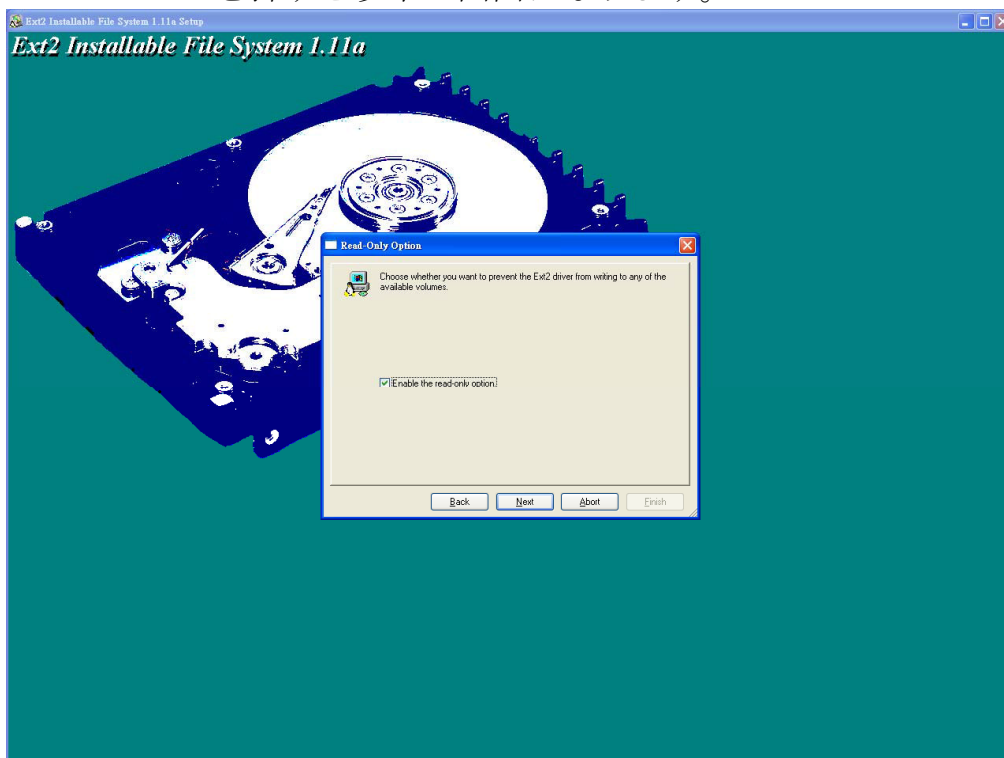 Ext2 Installable File System 1.11a Setup
Ext2 Installable File System 1.11a
Read-Only Option
Choose whether you want to prevent the Ext2 driver from writing to any of the
available volumes.
Enable the read-only option.
Back Next Abort Finish